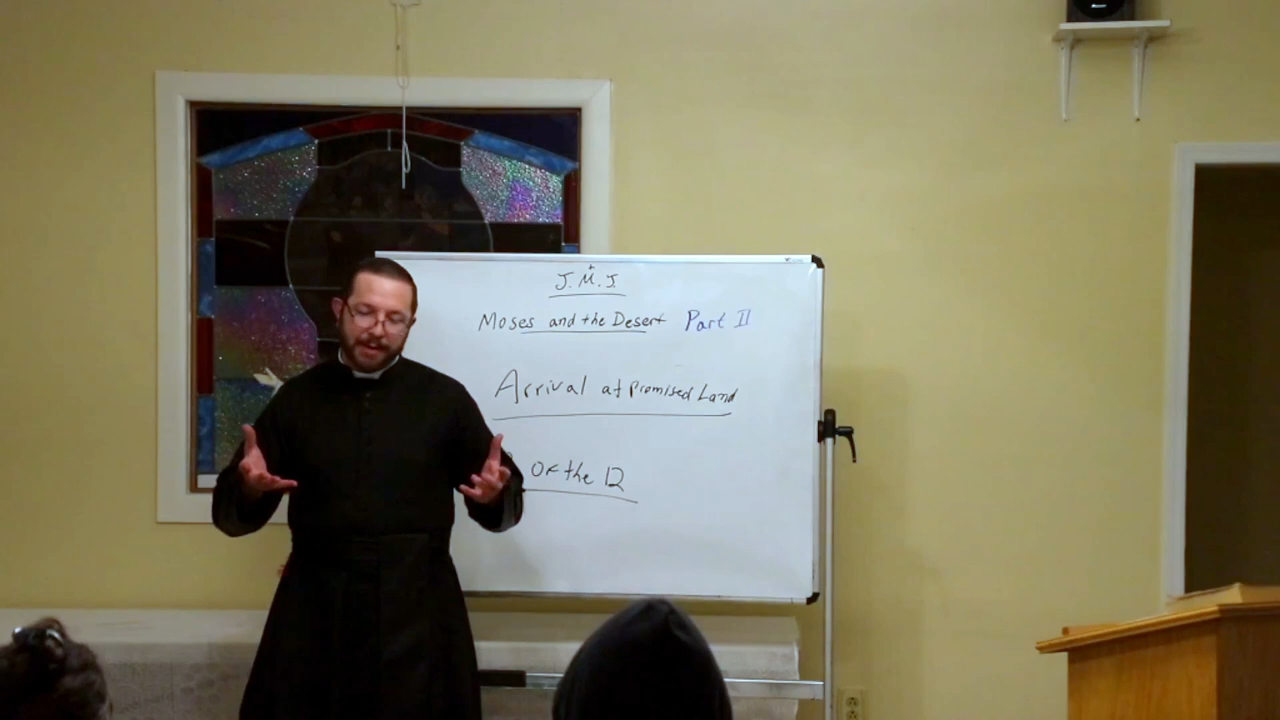 J.M.J.
Moses and the Desert Part II
Arrival at Promised Land
Of the 12